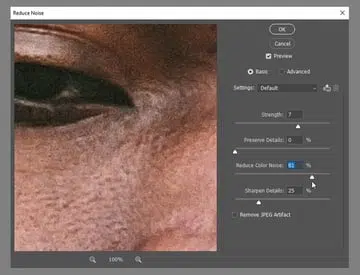 Reduce Noise
OK
Cancel
Preview
Basic Advanced
Settings: Default
Strength: 7
Preserve Details: 0 %
Reduce Color Noise: 81 %
Sharpen Details: 25 %
Remove JPEG Artifact
100%